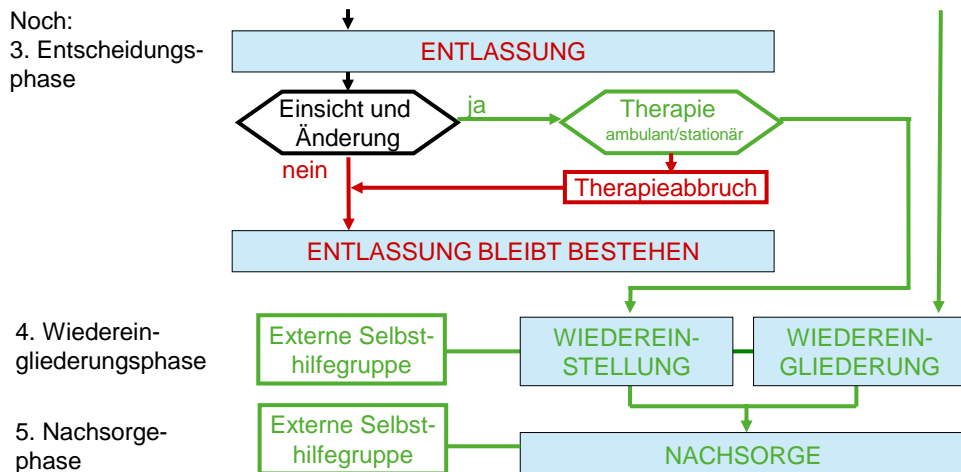 Noch:
3. Entscheidungs-
phase
ENTLASSUNG
Einsicht und
Änderung
ja
Therapie
ambulant/stationär
nein
Therapieabbruch
ENTLASSUNG BLEIBT BESTEHEN
4. Wiederein-
gliederungsphase
Externe Selbst-
hilfegruppe
WIEDEREIN-
STELLUNG
WIEDEREIN-
GLIEDERUNG
5. Nachsorge-
phase
Externe Selbst-
hilfegruppe
NACHSORGE